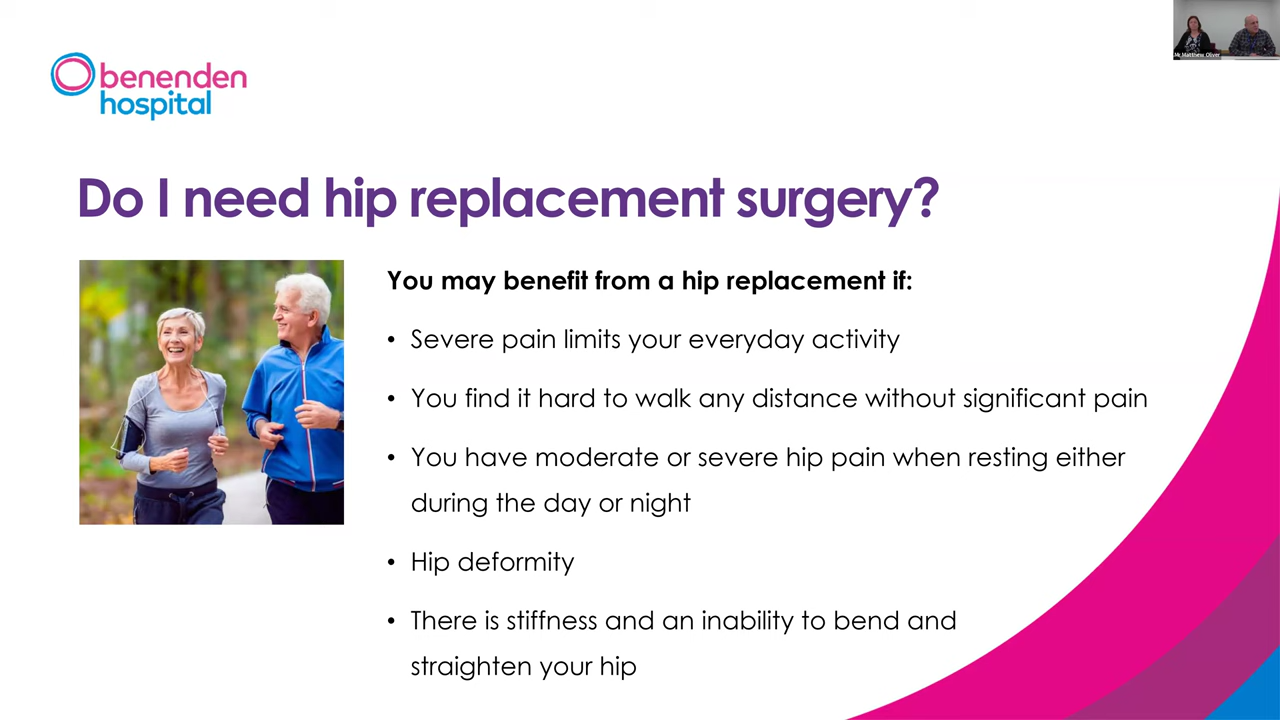 benenden
hospital
Mr Matthew Oliver
Do I need hip replacement surgery?
You may benefit from a hip replacement if:
• Severe pain limits your everyday activity
• You find it hard to walk any distance without significant pain
• You have moderate or severe hip pain when resting either
during the day or night
• Hip deformity
• There is stiffness and an inability to bend and
straighten your hip